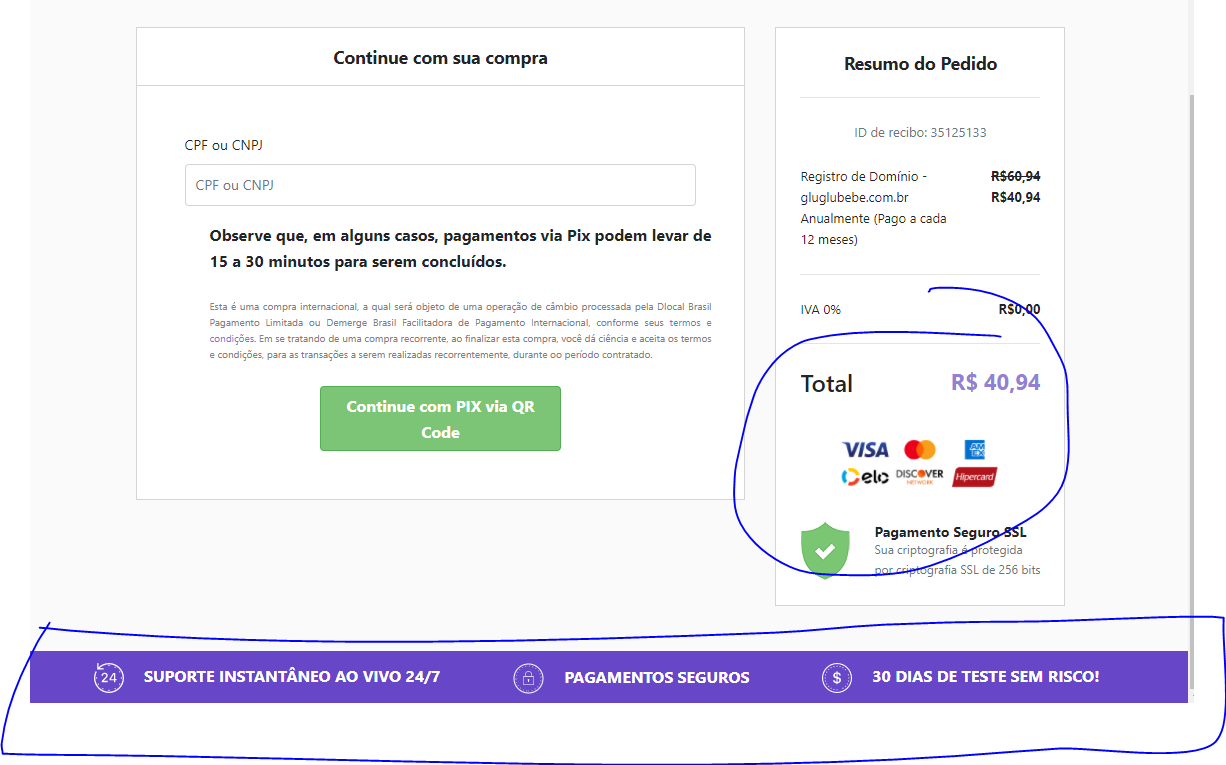 Continue com sua compra
CPF ou CNPJ
CPF ou CNPJ
Observe que, em alguns casos, pagamentos via Pix podem levar de
15 a 30 minutos para serem concluídos.
Esta é uma compra internacional, a qual será objeto de uma operação de câmbio processada pela Dlocal Brasil
Pagamento Limitada ou Demerge Brasil Facilitadora de Pagamento Internacional, conforme seus termos e
condições. Em se tratando de uma compra recorrente, ao finalizar esta compra, você dá ciência e aceita os termos
e condições, para as transações a serem realizadas recorrentemente, durante oo período contratado.
Continue com PIX via QR
Code
Resumo do Pedido
ID de recibo: 35125133
Registro de Domínio - R$60,94
gluglubebe.com.br R$40,94
Anualmente (Pago a cada
12 meses)
IVA 0% R$0,00
Total R$ 40,94
VISA AMEX
elo DISCOVER NETWORK Hipercard
Pagamento Seguro SSL
Sua criptografia é protegida
por criptografia SSL de 256 bits
24 SUPORTE INSTANTÂNEO AO VIVO 24/7 PAGAMENTOS SEGUROS $ 30 DIAS DE TESTE SEM RISCO!